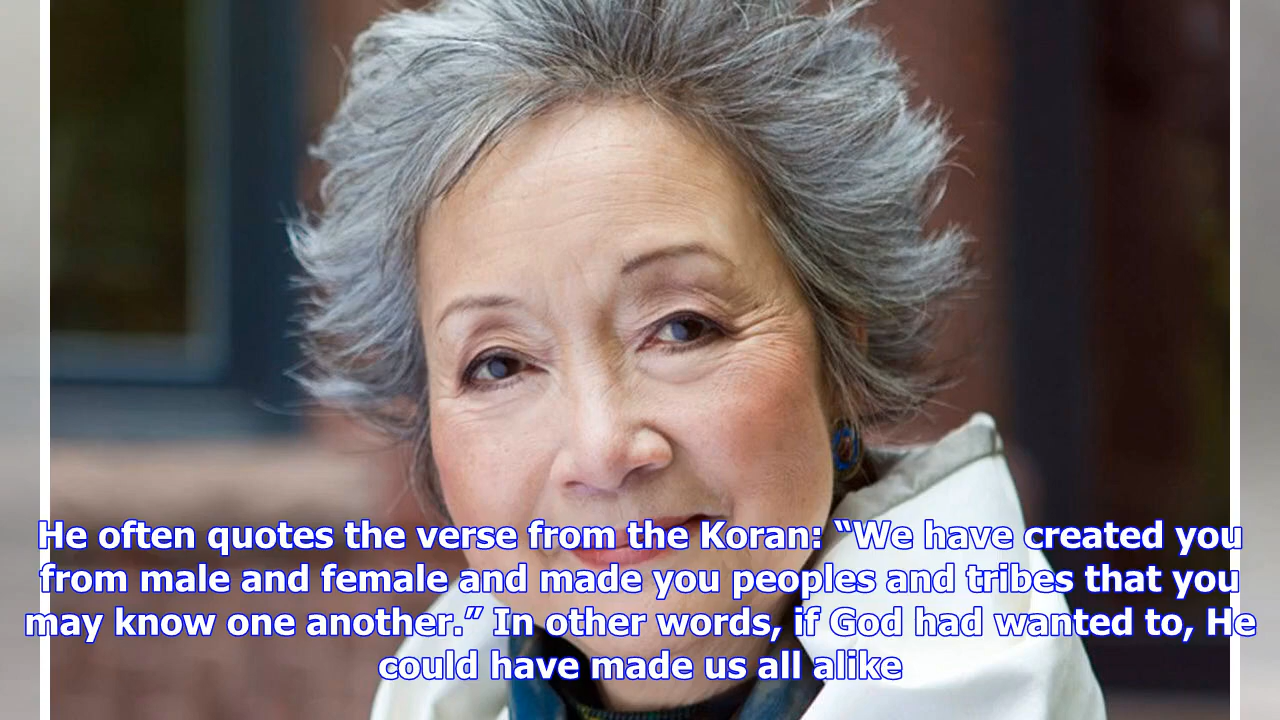 He often quotes the verse from the Koran: “We have created you
from male and female and made you peoples and tribes that you
may know one another.” In other words, if God had wanted to, He
could have made us all alike